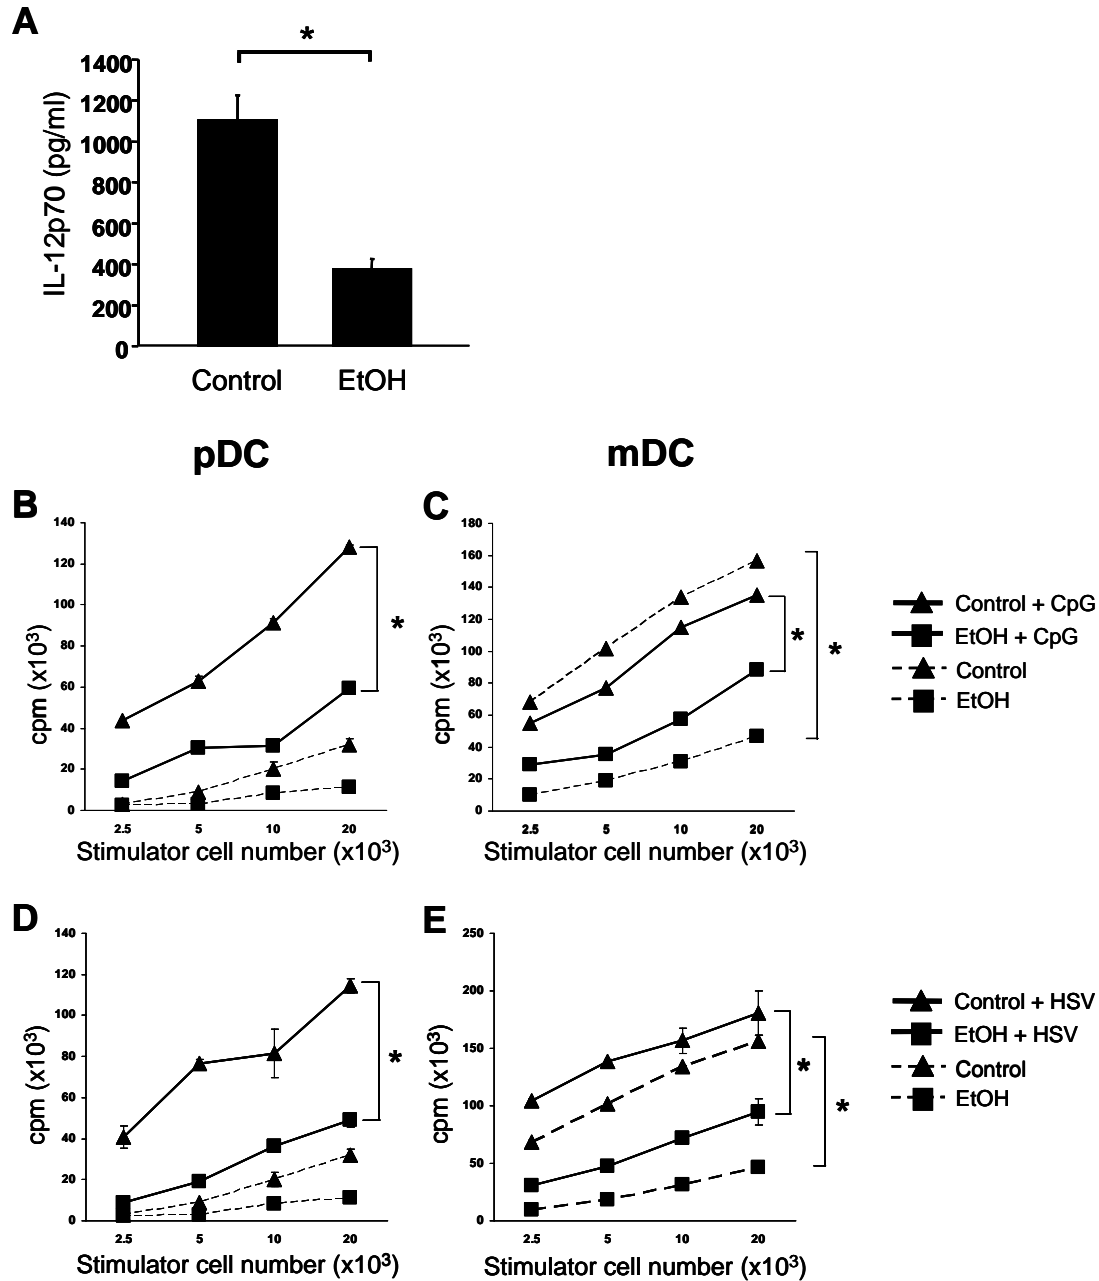 A
*
1400
1200
1000
800
600
400
200
0
IL-12p70 (pg/ml)
Control EtOH
pDC mDC
B
140
120
100
80
60
40
20
0
cpm (x10³)
*
2.5 5 10 20
Stimulator cell number (x10³)
C
180
160
140
120
100
80
60
40
20
0
cpm (x10³)
* *
2.5 5 10 20
Stimulator cell number (x10³)
Control + CpG
EtOH + CpG
Control
EtOH
D
140
120
100
80
60
40
20
0
cpm (x10³)
*
2.5 5 10 20
Stimulator cell number (x10³)
E
250
200
150
100
50
0
cpm (x10³)
* *
2.5 5 10 20
Stimulator cell number (x10³)
Control + HSV
EtOH + HSV
Control
EtOH